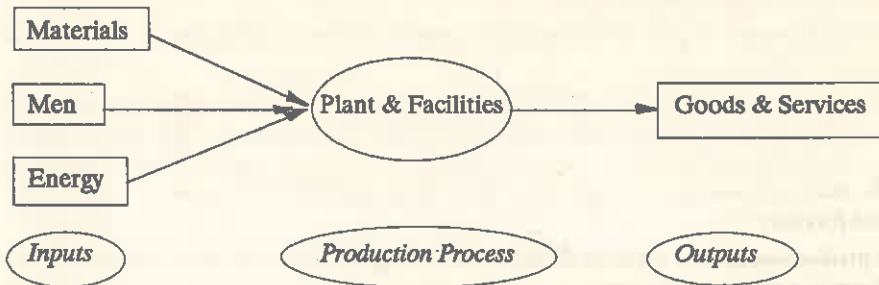 Materials
Men
Plant & Facilities
Goods & Services
Energy
Inputs
Production Process
Outputs